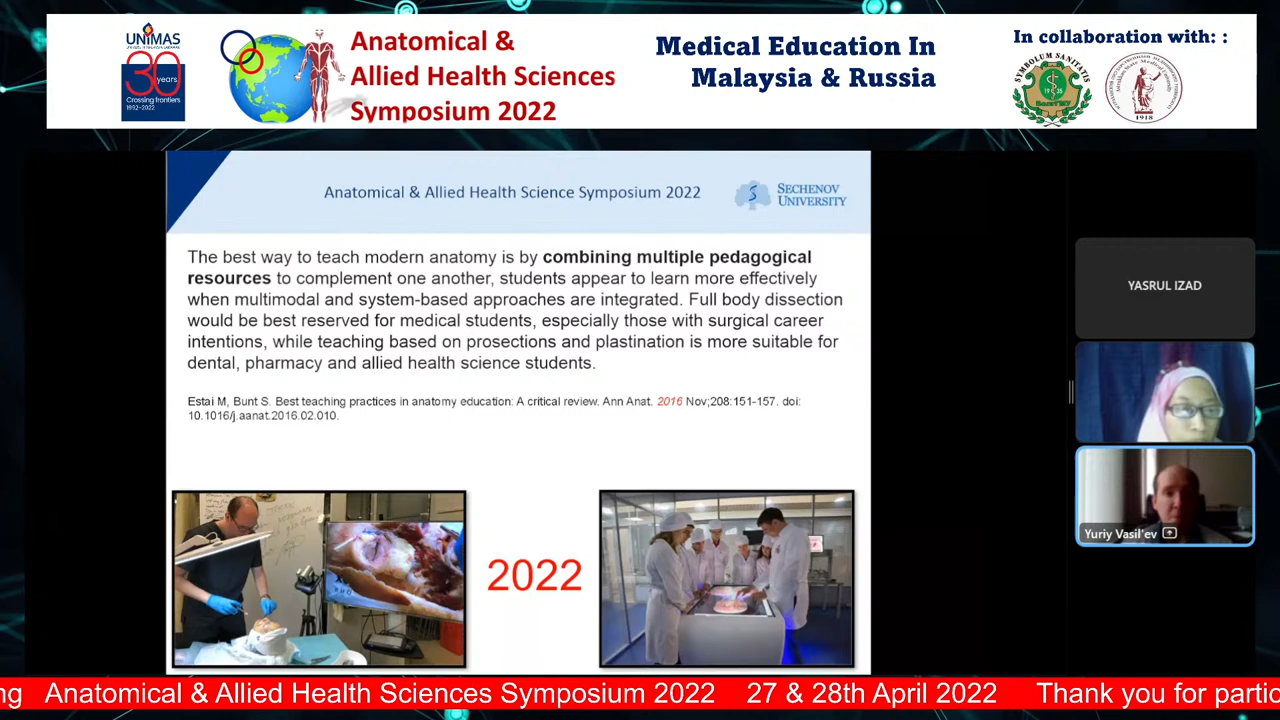 UNIMAS
30
years
Crossing frontiers
1992-2022
Anatomical &
Allied Health Sciences
Symposium 2022
Medical Education In
Malaysia & Russia
In collaboration with: :
SYMBOLUM SANITATIS
1918
Anatomical & Allied Health Science Symposium 2022
SECHENOV
UNIVERSITY
The best way to teach modern anatomy is by combining multiple pedagogical
resources to complement one another, students appear to learn more effectively
when multimodal and system-based approaches are integrated. Full body dissection
would be best reserved for medical students, especially those with surgical career
intentions, while teaching based on prosections and plastination is more suitable for
dental, pharmacy and allied health science students.
Estai M, Bunt S. Best teaching practices in anatomy education: A critical review. Ann Anat. 2016 Nov;208:151-157. doi:
10.1016/j.aanat.2016.02.010.
2022
YASRUL IZAD
Yuriy Vasil'ev
ng Anatomical & Allied Health Sciences Symposium 2022 27 & 28th April 2022 Thank you for partic